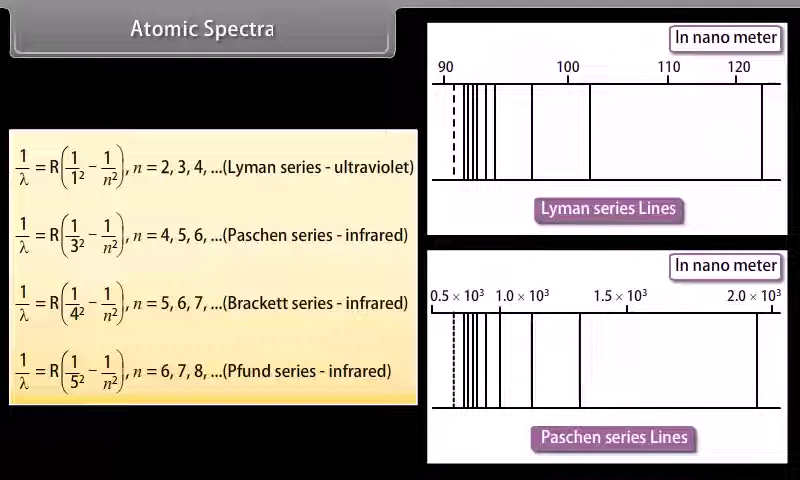 Atomic Spectra
1/λ = R(1/1² − 1/n²), n = 2, 3, 4, ...(Lyman series - ultraviolet)
1/λ = R(1/3² − 1/n²), n = 4, 5, 6, ...(Paschen series - infrared)
1/λ = R(1/4² − 1/n²), n = 5, 6, 7, ...(Brackett series - infrared)
1/λ = R(1/5² − 1/n²), n = 6, 7, 8, ...(Pfund series - infrared)
In nano meter
90 100 110 120
Lyman series Lines
In nano meter
0.5 × 10³ 1.0 × 10³ 1.5 × 10³ 2.0 × 10³
Paschen series Lines